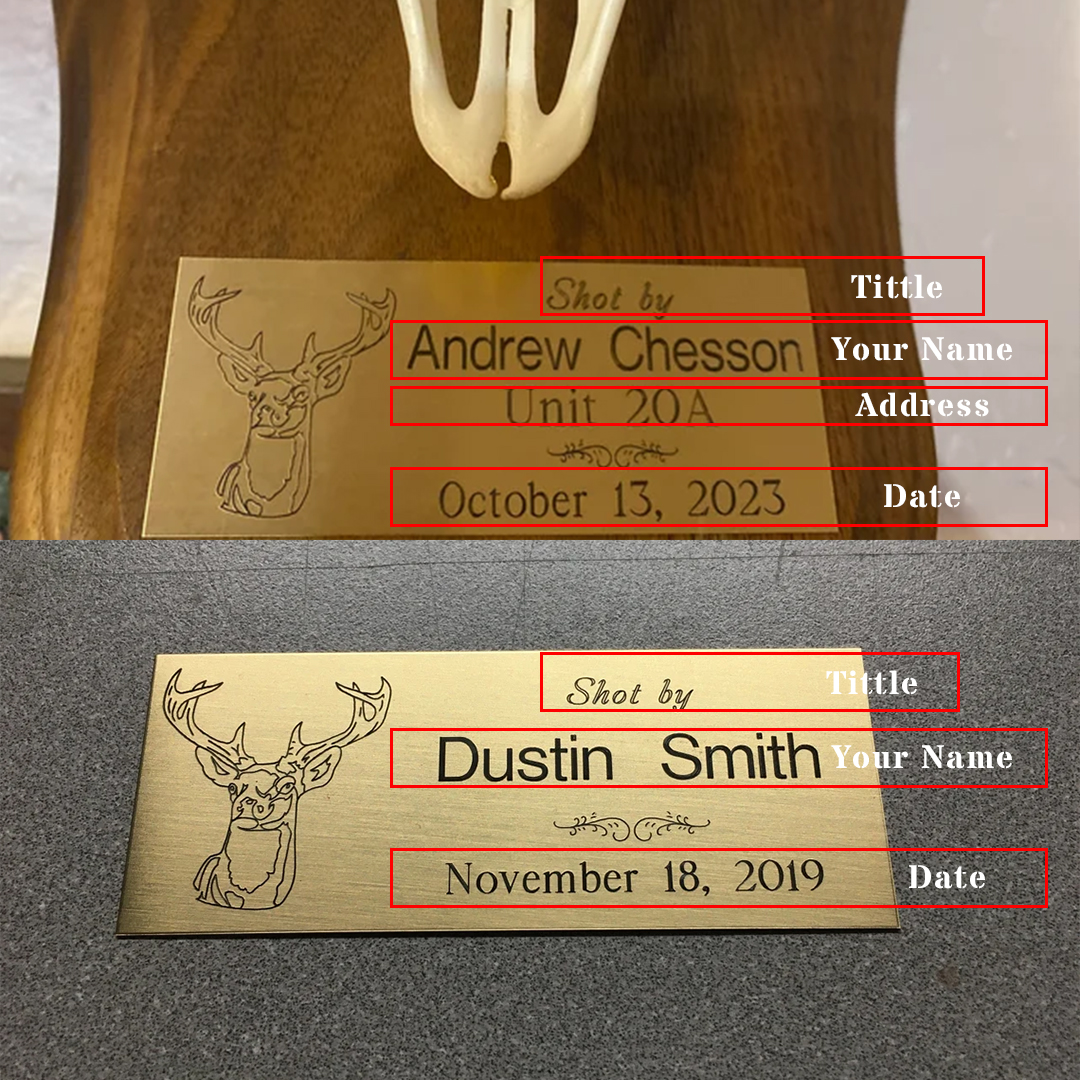 Shot by Tittle
Andrew Chesson Your Name
Unit 20A Address
October 13, 2023 Date
Shot by Tittle
Dustin Smith Your Name
November 18, 2019 Date